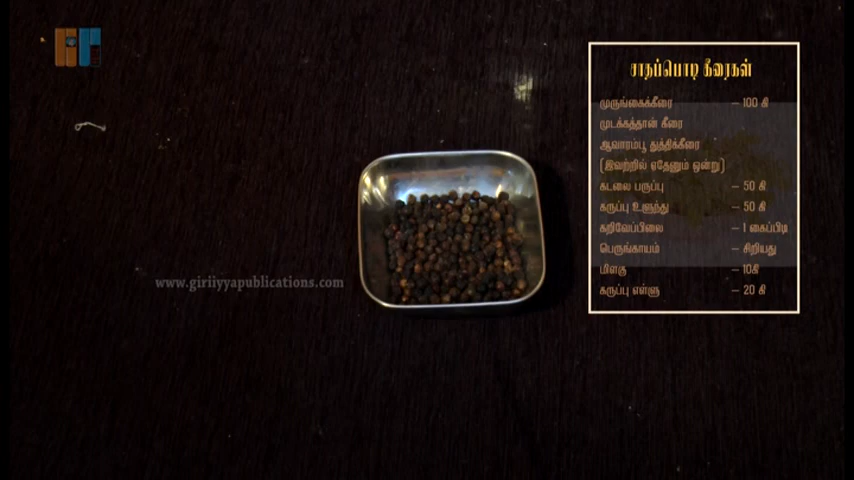 சாதப்பொடி கீரைகள்
முருங்கைக்கீரை – 100 கி
முடக்கத்தான் கீரை
ஆவாரம்பூ துத்திக்கீரை
(இவற்றில் ஏதேனும் ஒன்று)
கடலை பருப்பு – 50 கி
கருப்பு உளுந்து – 50 கி
கறிவேப்பிலை – 1 கைப்பிடி
பெருங்காயம் – சிறியது
மிளகு – 10கி
கருப்பு எள்ளு – 20 கி
www.giriiyyapublications.com